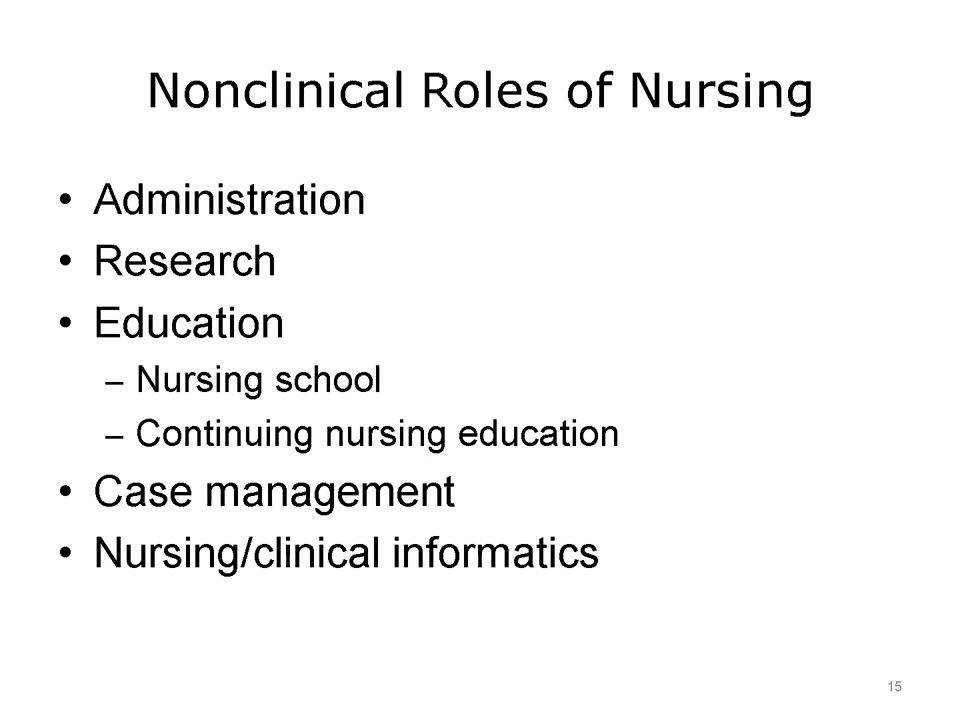 Nonclinical Roles of Nursing
• Administration
• Research
• Education
– Nursing school
– Continuing nursing education
• Case management
• Nursing/clinical informatics
15